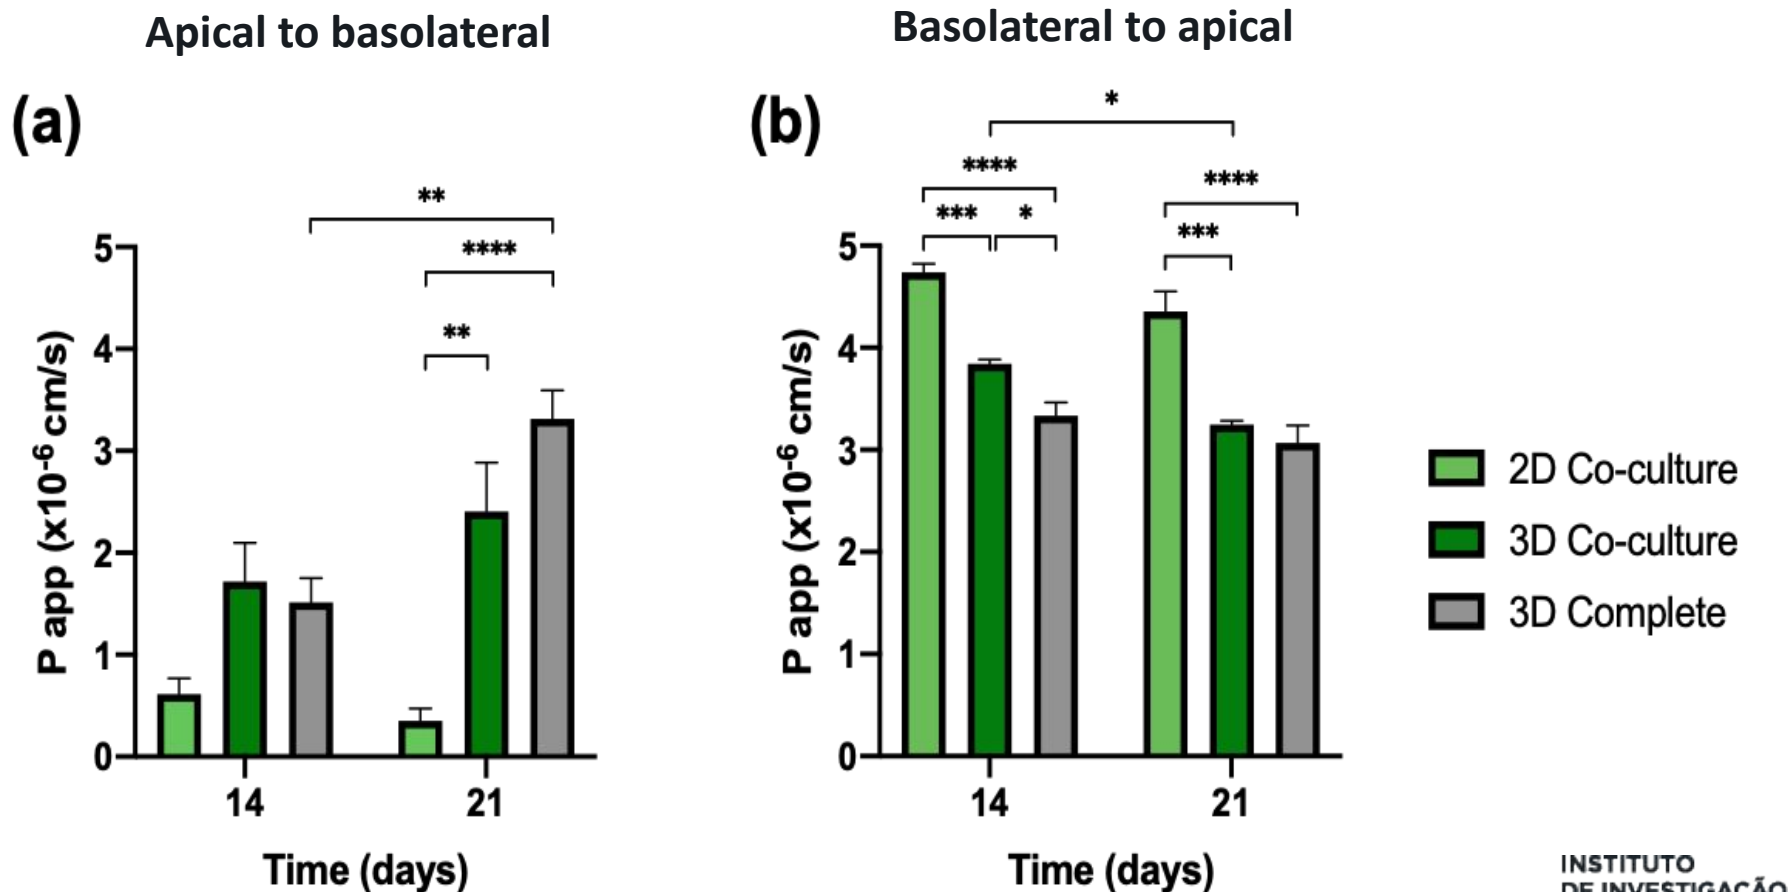 Apical to basolateral
Basolateral to apical
(a)
**
****
**
5
4
3
2
1
0
P app (x10-6 cm/s)
14
21
Time (days)
(b)
*
****
***
*
****
***
5
4
3
2
1
0
P app (x10-6 cm/s)
14
21
Time (days)
2D Co-culture
3D Co-culture
3D Complete
INSTITUTO
DE INVESTIGAÇÃO